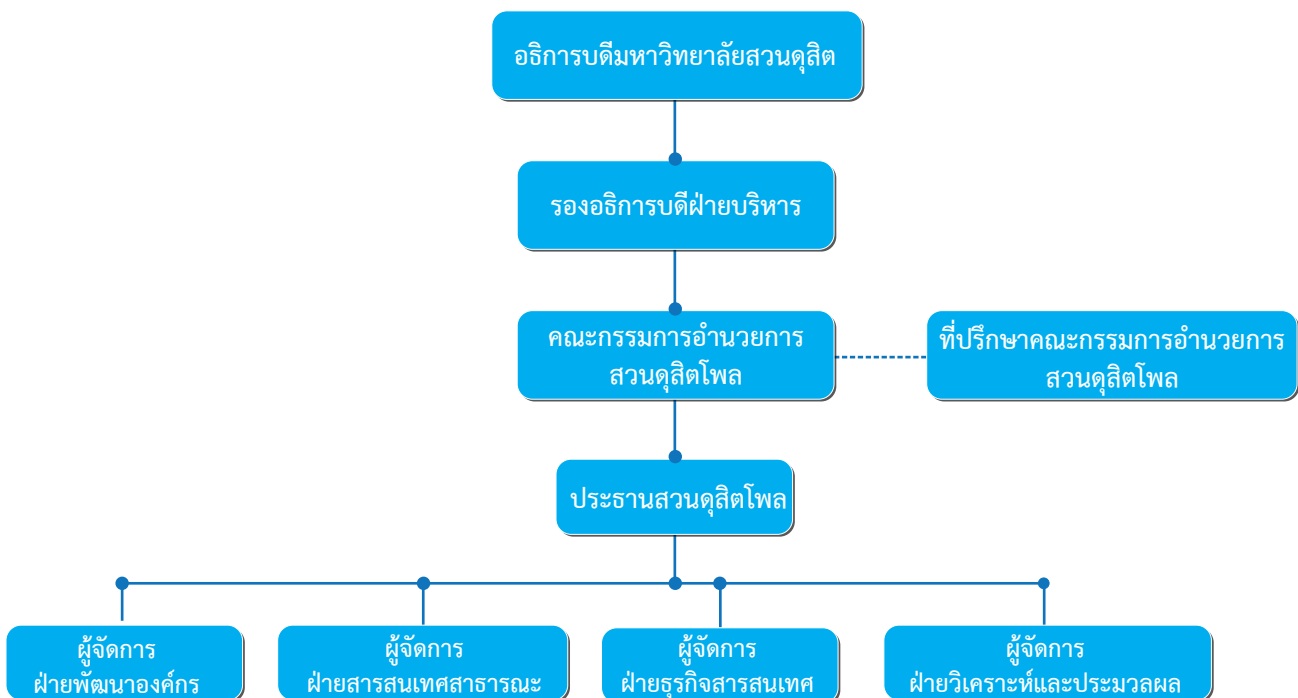 อธิการบดีมหาวิทยาลัยสวนดุสิต
รองอธิการบดีฝ่ายบริหาร
คณะกรรมการอำนวยการ
สวนดุสิตโพล
ที่ปรึกษาคณะกรรมการอำนวยการ
สวนดุสิตโพล
ประธานสวนดุสิตโพล
ผู้จัดการ
ฝ่ายพัฒนาองค์กร
ผู้จัดการ
ฝ่ายสารสนเทศสาธารณะ
ผู้จัดการ
ฝ่ายธุรกิจสารสนเทศ
ผู้จัดการ
ฝ่ายวิเคราะห์และประมวลผล